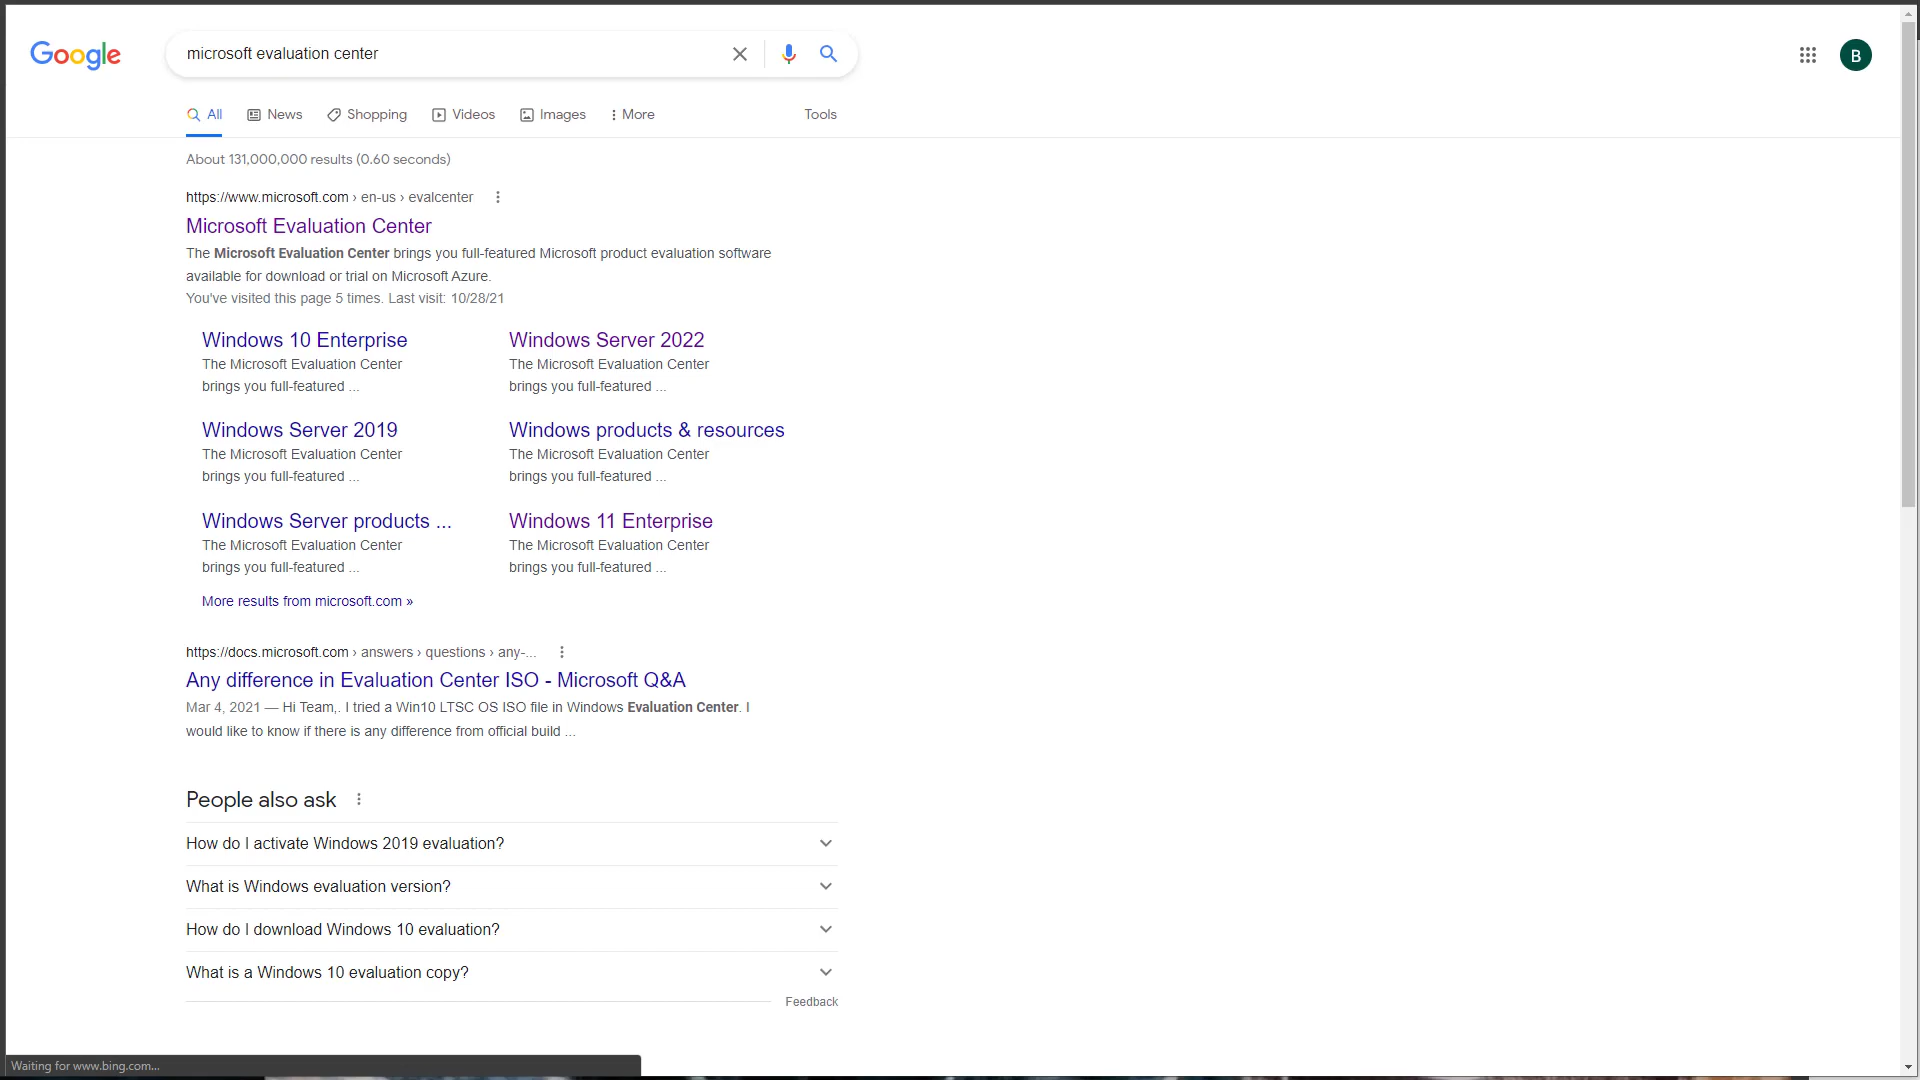 Google
microsoft evaluation center
B
All
News
Shopping
Videos
Images
More
Tools
About 131,000,000 results (0.60 seconds)
https://www.microsoft.com › en-us › evalcenter
Microsoft Evaluation Center
The Microsoft Evaluation Center brings you full-featured Microsoft product evaluation software
available for download or trial on Microsoft Azure.
You've visited this page 5 times. Last visit: 10/28/21
Windows 10 Enterprise
The Microsoft Evaluation Center
brings you full-featured ...
Windows Server 2022
The Microsoft Evaluation Center
brings you full-featured ...
Windows Server 2019
The Microsoft Evaluation Center
brings you full-featured ...
Windows products & resources
The Microsoft Evaluation Center
brings you full-featured ...
Windows Server products ...
The Microsoft Evaluation Center
brings you full-featured ...
Windows 11 Enterprise
The Microsoft Evaluation Center
brings you full-featured ...
More results from microsoft.com »
https://docs.microsoft.com › answers › questions › any-...
Any difference in Evaluation Center ISO - Microsoft Q&A
Mar 4, 2021 — Hi Team,. I tried a Win10 LTSC OS ISO file in Windows Evaluation Center. I
would like to know if there is any difference from official build ...
People also ask
How do I activate Windows 2019 evaluation?
What is Windows evaluation version?
How do I download Windows 10 evaluation?
What is a Windows 10 evaluation copy?
Feedback
Waiting for www.bing.com...